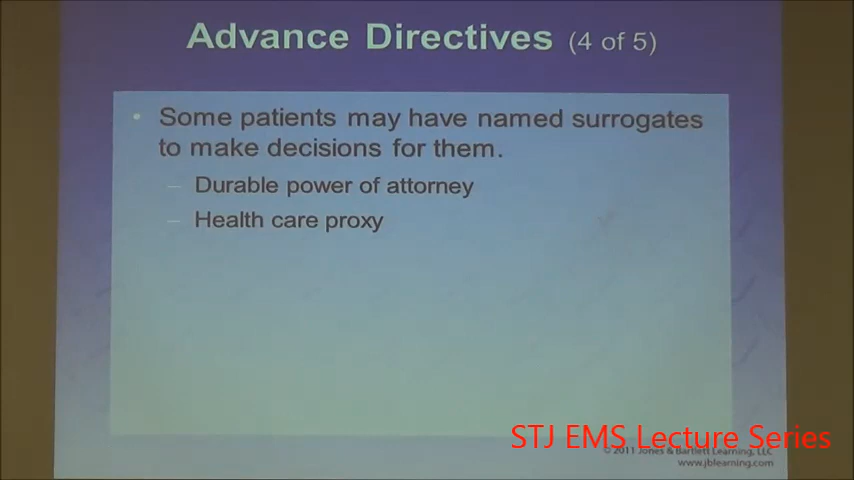 Advance Directives (4 of 5)
• Some patients may have named surrogates
to make decisions for them.
– Durable power of attorney
– Health care proxy
STJ EMS Lecture Series
© 2011 Jones & Bartlett Learning, LLC
www.jblearning.com